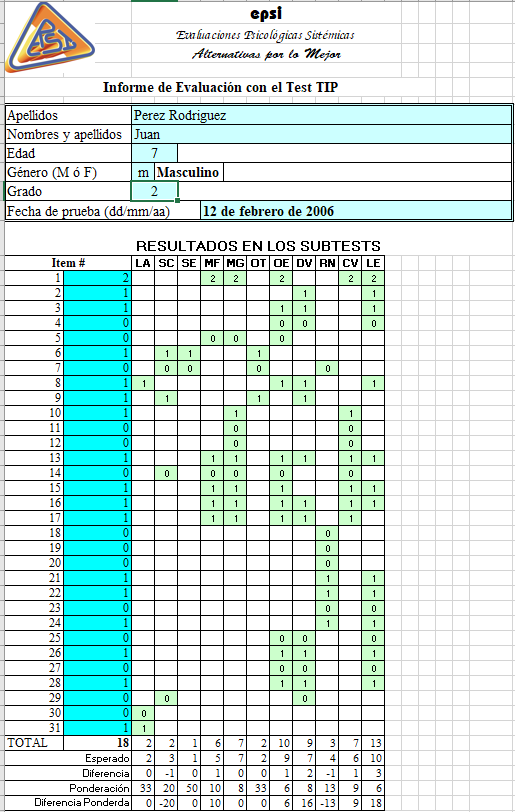 epsi
Evaluaciones Psicológicas Sistémicas
Alternativas por lo Mejor
Informe de Evaluación con el Test TIP
Apellidos Perez Rodriguez
Nombres y apellidos Juan
Edad 7
Género (M ó F) m Masculino
Grado 2
Fecha de prueba (dd/mm/aa) 12 de febrero de 2006
RESULTADOS EN LOS SUBTESTS
Item # LA SC SE MF MG OT OE DV RN CV LE
1 2 2 2 2 2 2
2 1 1 1
3 1 1 1 1
4 0 0 0 0
5 0 0 0 0
6 1 1 1 1
7 0 0 0 0 0
8 1 1 1 1 1
9 1 1 1 1
10 1 1 1
11 0 0 0
12 0 0 0
13 1 1 1 1 1 1 1
14 0 0 0 0 0 0
15 1 1 1 1 1 1
16 1 1 1 1 1 1 1
17 1 1 1 1 1 1
18 0 0
19 0 0
20 0 0
21 1 1 1
22 1 1 1
23 0 0 0
24 1 1 1
25 0 0 0 0
26 1 1 1 1
27 0 0 0 0
28 1 1 1 1
29 0 0 0
30 0 0
31 1 1
TOTAL 18 2 2 1 6 7 2 10 9 3 7 13
Esperado 2 3 1 5 7 2 9 7 4 6 10
Diferencia 0 -1 0 1 0 0 1 2 -1 1 3
Ponderación 33 20 50 10 8 33 6 8 13 9 6
Diferencia Ponderda 0 -20 0 10 0 0 6 16 -13 9 18